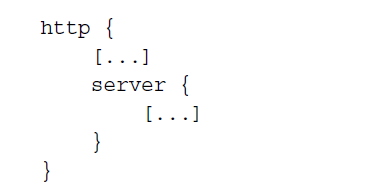 http {
    [...]
    server {
        [...]
    }
}